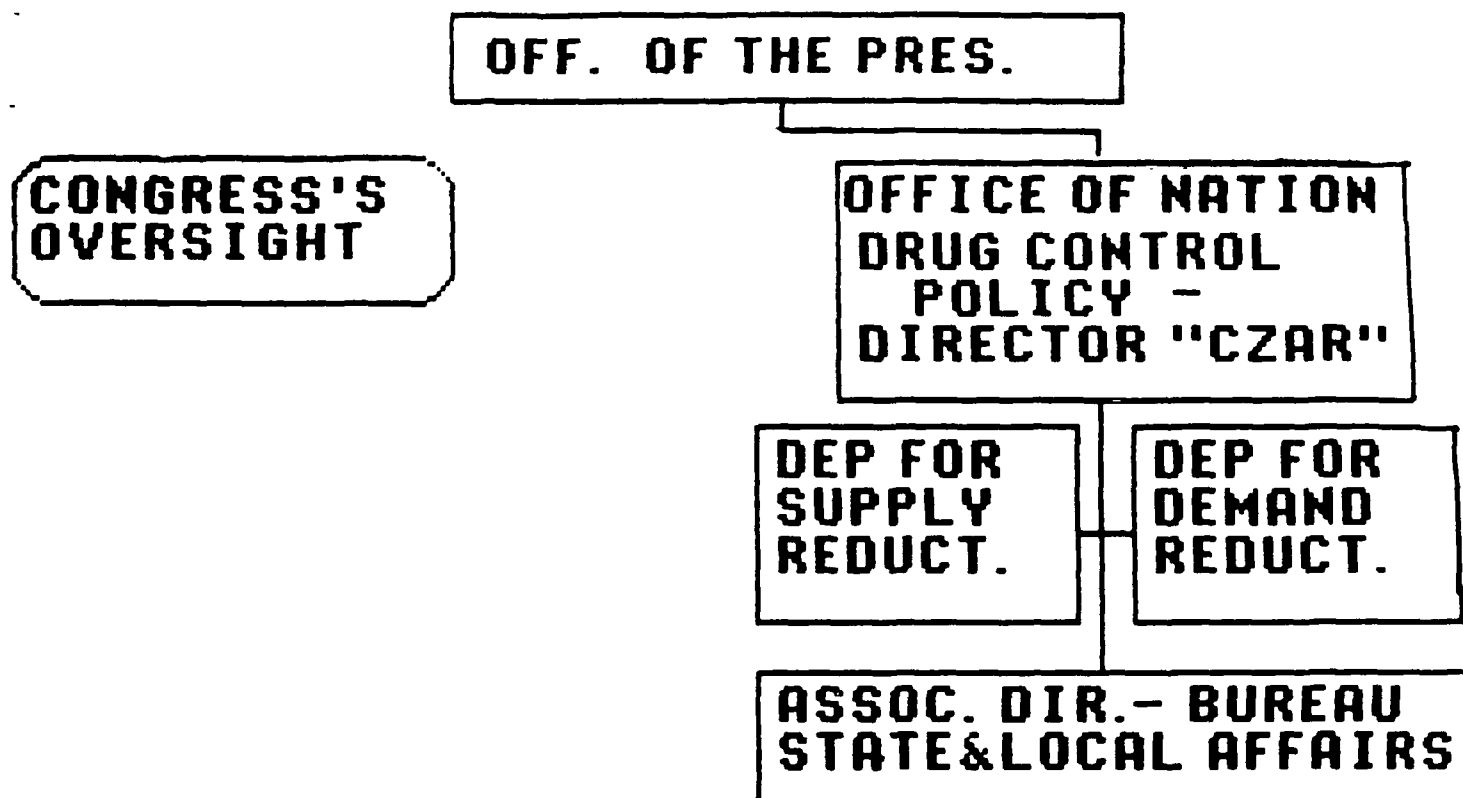 OFF. OF THE PRES.
CONGRESS'S
OVERSIGHT
OFFICE OF NATION
DRUG CONTROL
POLICY -
DIRECTOR "CZAR"
DEP FOR
SUPPLY
REDUCT.
DEP FOR
DEMAND
REDUCT.
ASSOC. DIR.- BUREAU
STATE&LOCAL AFFAIRS